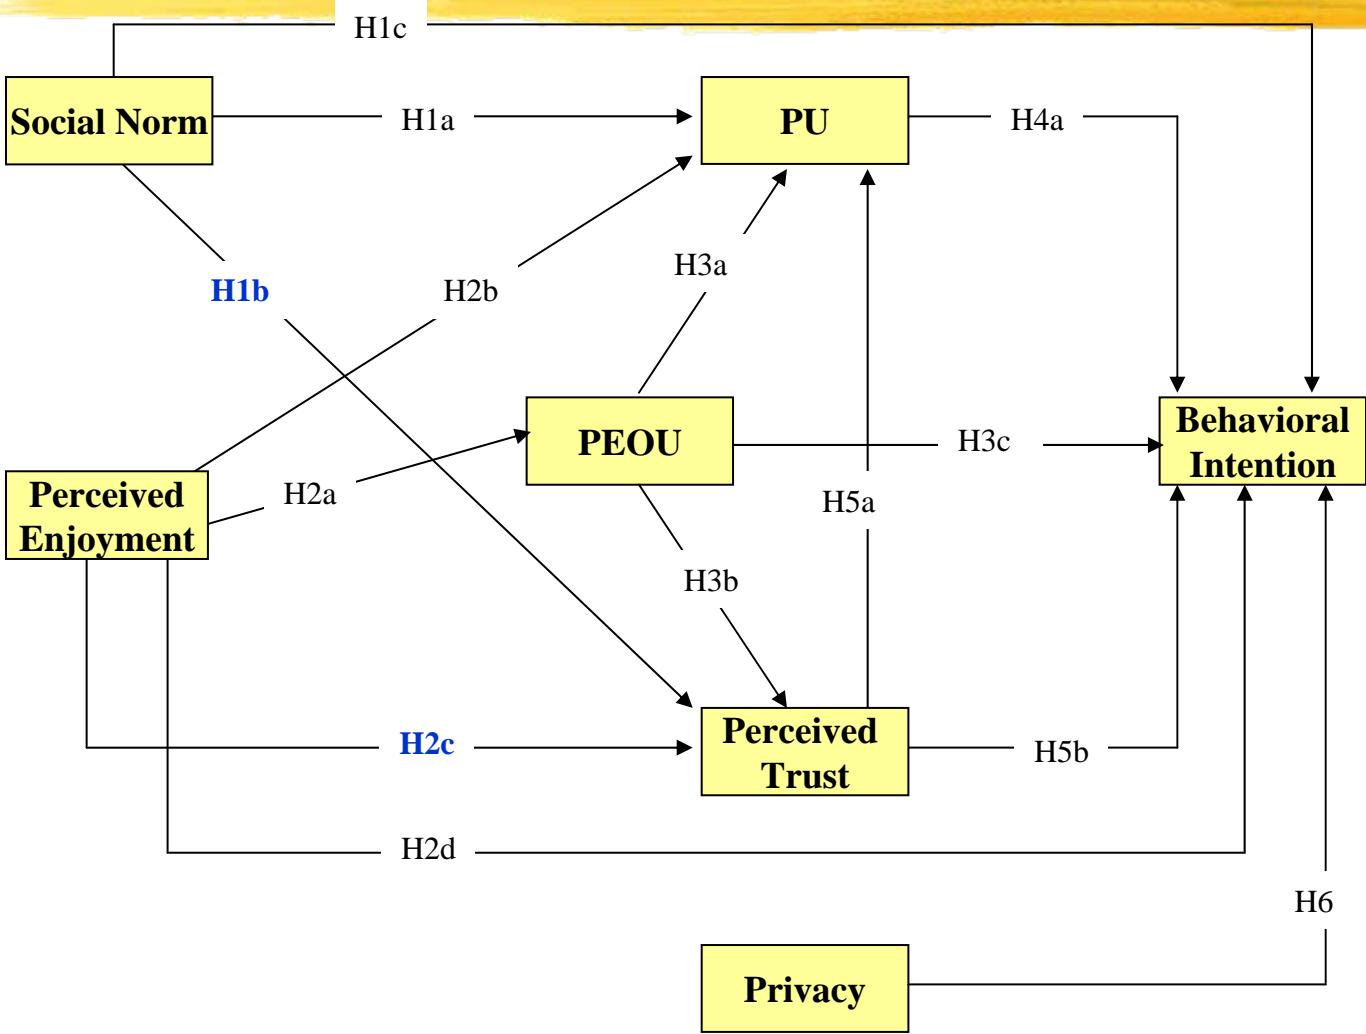 H1c
Social Norm
H1a
PU
H4a
H1b
H2b
H3a
PEOU
H3c
Behavioral
Intention
Perceived
Enjoyment
H2a
H5a
H3b
H2c
Perceived
Trust
H5b
H2d
H6
Privacy